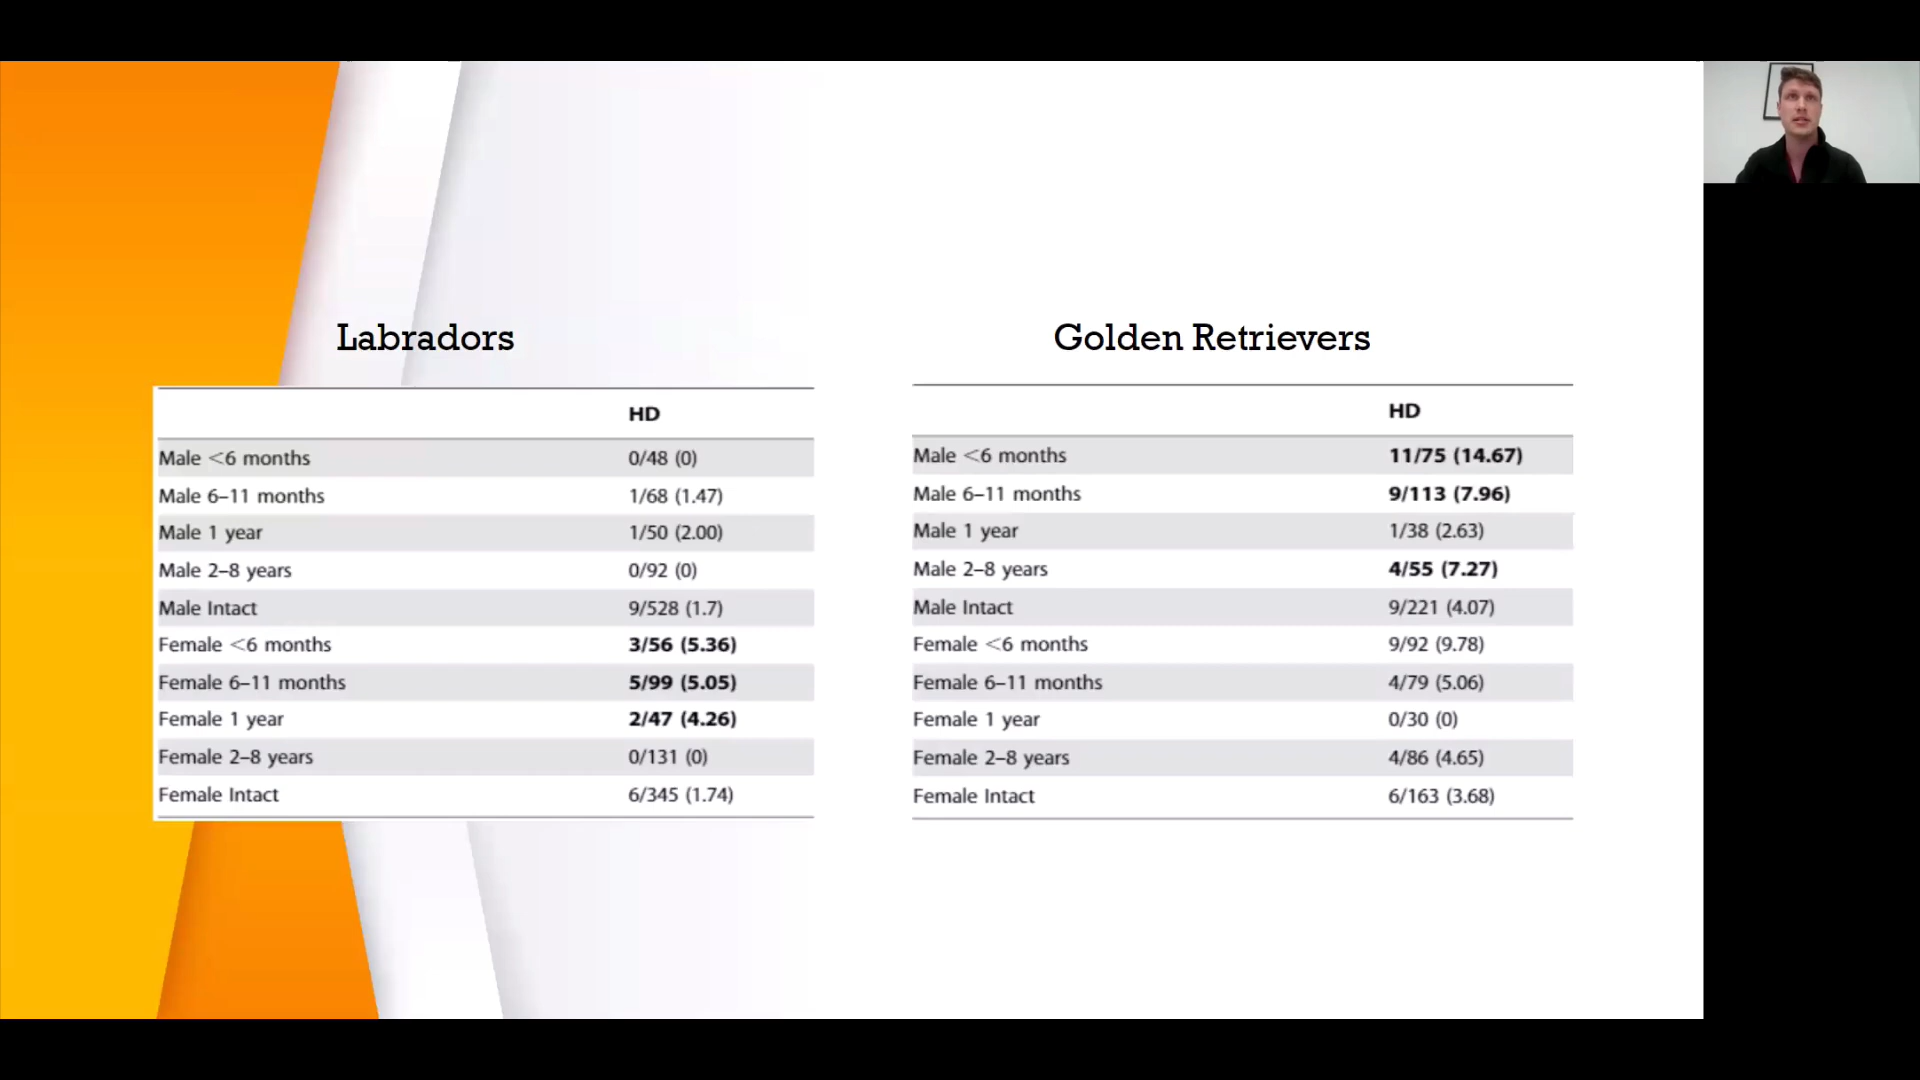 Labradors
HD
Male <6 months 0/48 (0)
Male 6–11 months 1/68 (1.47)
Male 1 year 1/50 (2.00)
Male 2–8 years 0/92 (0)
Male Intact 9/528 (1.7)
Female <6 months 3/56 (5.36)
Female 6–11 months 5/99 (5.05)
Female 1 year 2/47 (4.26)
Female 2–8 years 0/131 (0)
Female Intact 6/345 (1.74)
Golden Retrievers
HD
Male <6 months 11/75 (14.67)
Male 6–11 months 9/113 (7.96)
Male 1 year 1/38 (2.63)
Male 2–8 years 4/55 (7.27)
Male Intact 9/221 (4.07)
Female <6 months 9/92 (9.78)
Female 6–11 months 4/79 (5.06)
Female 1 year 0/30 (0)
Female 2–8 years 4/86 (4.65)
Female Intact 6/163 (3.68)